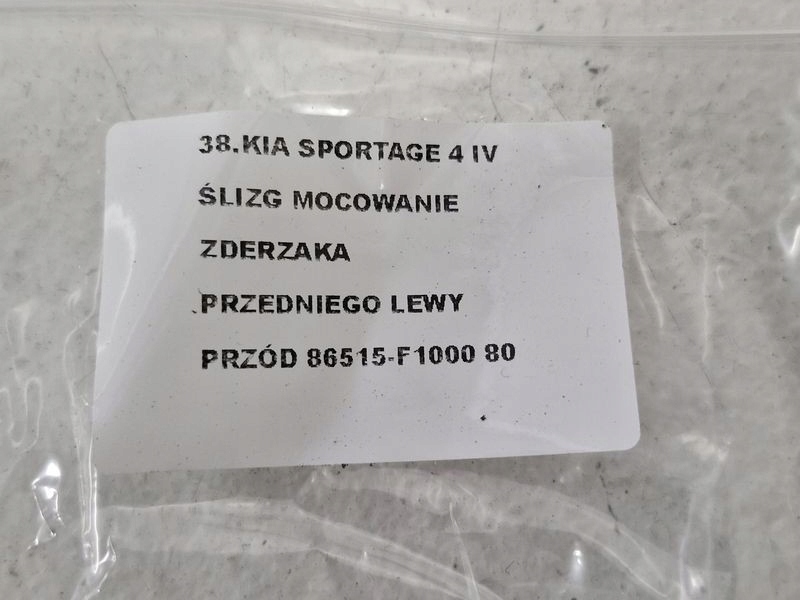 38.KIA SPORTAGE 4 IV
ŚLIZG MOCOWANIE
ZDERZAKA
PRZEDNIEGO LEWY
PRZÓD 86515-F1000 80